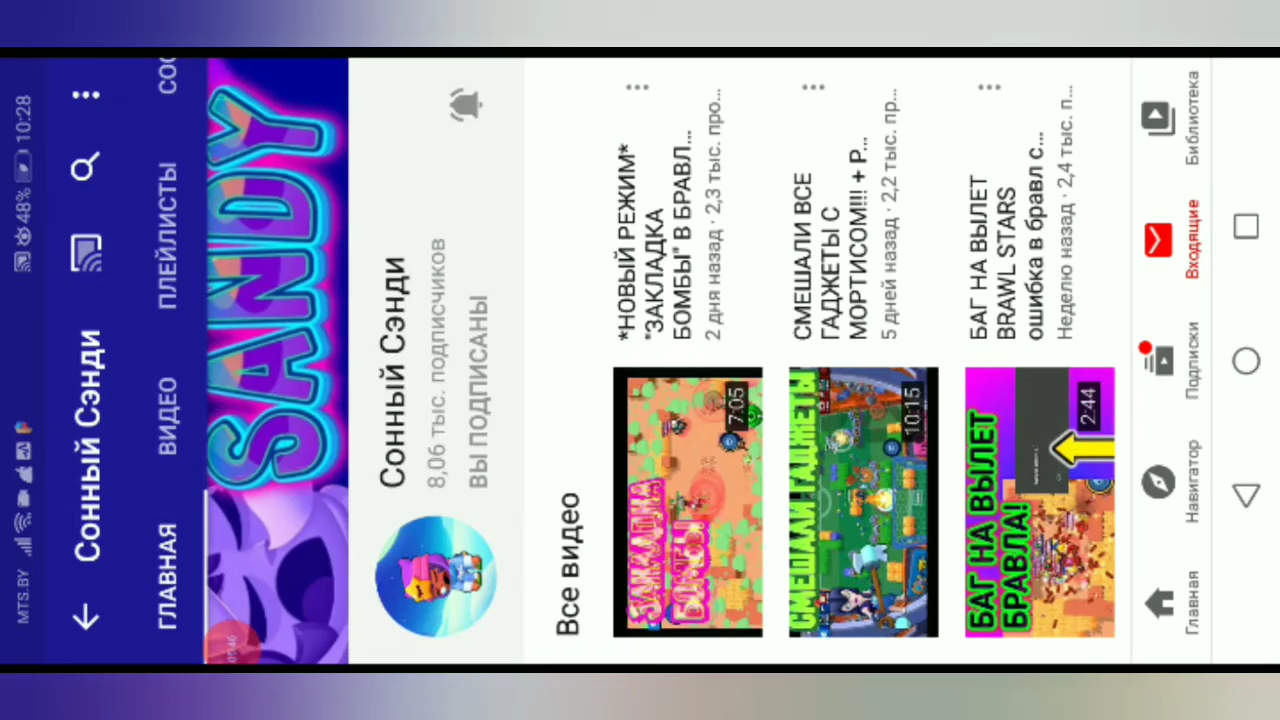 MTS.BY 48% 10:28
Сонный Сэнди
ГЛАВНАЯ ВИДЕО ПЛЕЙЛИСТЫ СОО
SANDY
Сонный Сэнди
8,06 тыс. подписчиков
ВЫ ПОДПИСАНЫ
Все видео
ЗАКЛАДКА
БОМБЫ
7:05
*НОВЫЙ РЕЖИМ*
"ЗАКЛАДКА
БОМБЫ" В БРАВЛ...
2 дня назад · 2,3 тыс. про...
СМЕШАЛИ ГАДЖЕТЫ
10:15
СМЕШАЛИ ВСЕ
ГАДЖЕТЫ С
МОРТИСОМ!!! + Р...
5 дней назад · 2,2 тыс. пр...
БАГ НА ВЫЛЕТ
БРАВЛА!
2:44
БАГ НА ВЫЛЕТ
BRAWL STARS
ошибка в бравл с...
Неделю назад · 2,4 тыс. п...
Главная Навигатор Подписки Входящие Библиотека